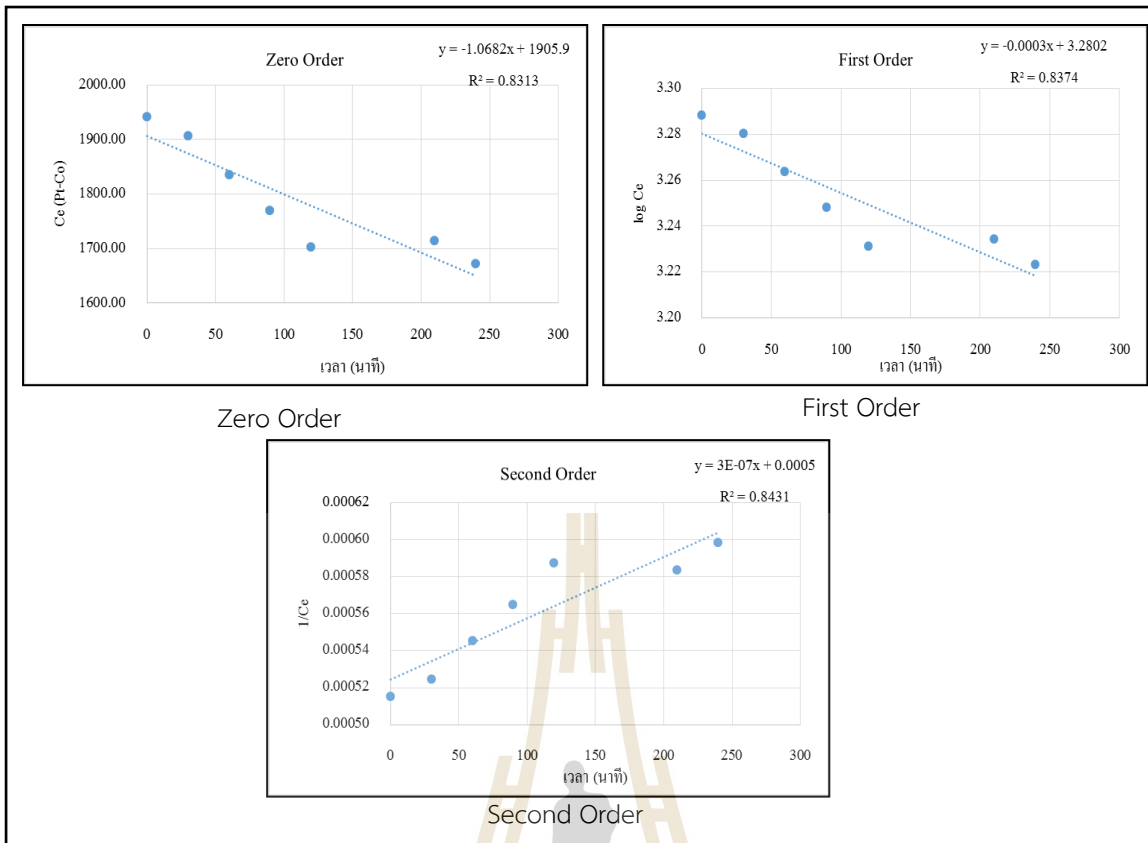 Zero Order
y = -1.0682x + 1905.9
R² = 0.8313
2000.00
1900.00
1800.00
1700.00
1600.00
Ce (Pt-Co)
0 50 100 150 200 250 300
เวลา (นาที)
Zero Order
First Order
y = -0.0003x + 3.2802
R² = 0.8374
3.30
3.28
3.26
3.24
3.22
3.20
log Ce
0 50 100 150 200 250 300
เวลา (นาที)
First Order
Second Order
y = 3E-07x + 0.0005
R² = 0.8431
0.00062
0.00060
0.00058
0.00056
0.00054
0.00052
0.00050
1/Ce
0 50 100 150 200 250 300
เวลา (นาที)
Second Order